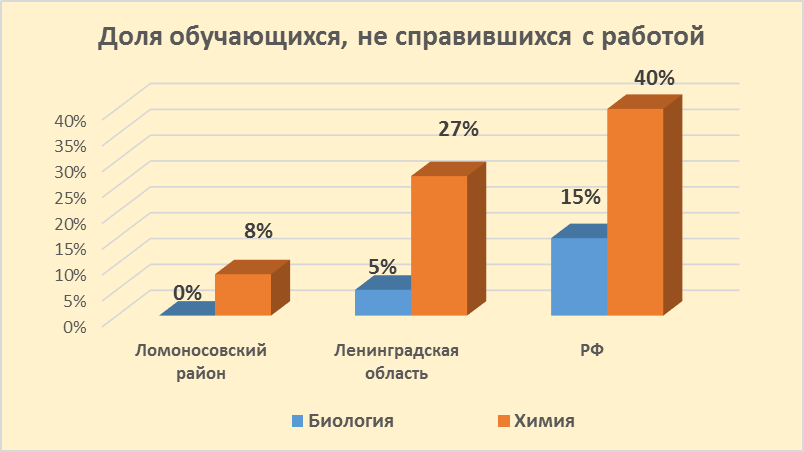 Доля обучающихся, не справившихся с работой
40%
35%
30%
25%
20%
15%
10%
5%
0%
0%
8%
5%
27%
15%
40%
Ломоносовский
район
Ленинградская
область
РФ
Биология
Химия